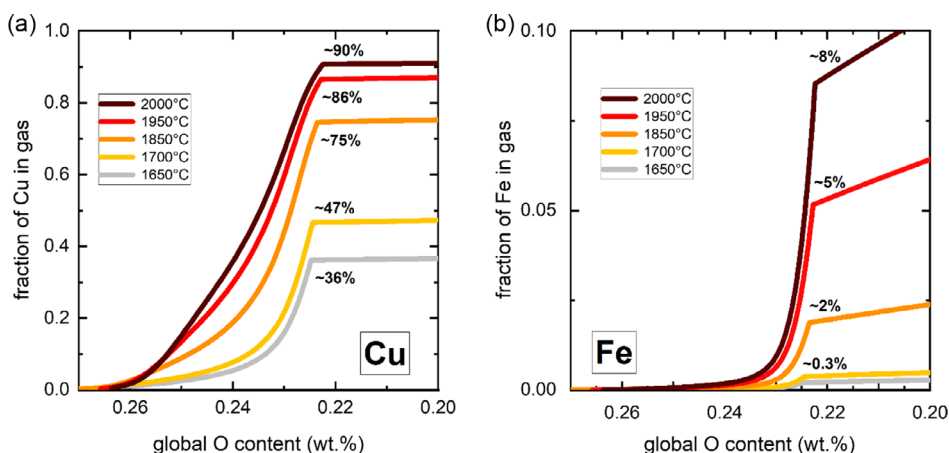 (a)
1.0
0.8
0.6
0.4
0.2
0.0
fraction of Cu in gas
2000°C
1950°C
1850°C
1700°C
1650°C
~90%
~86%
~75%
~47%
~36%
Cu
0.26
0.24
0.22
0.20
global O content (wt.%)
(b)
0.10
0.05
0.00
fraction of Fe in gas
2000°C
1950°C
1850°C
1700°C
1650°C
~8%
~5%
~2%
~0.3%
Fe
0.26
0.24
0.22
0.20
global O content (wt.%)